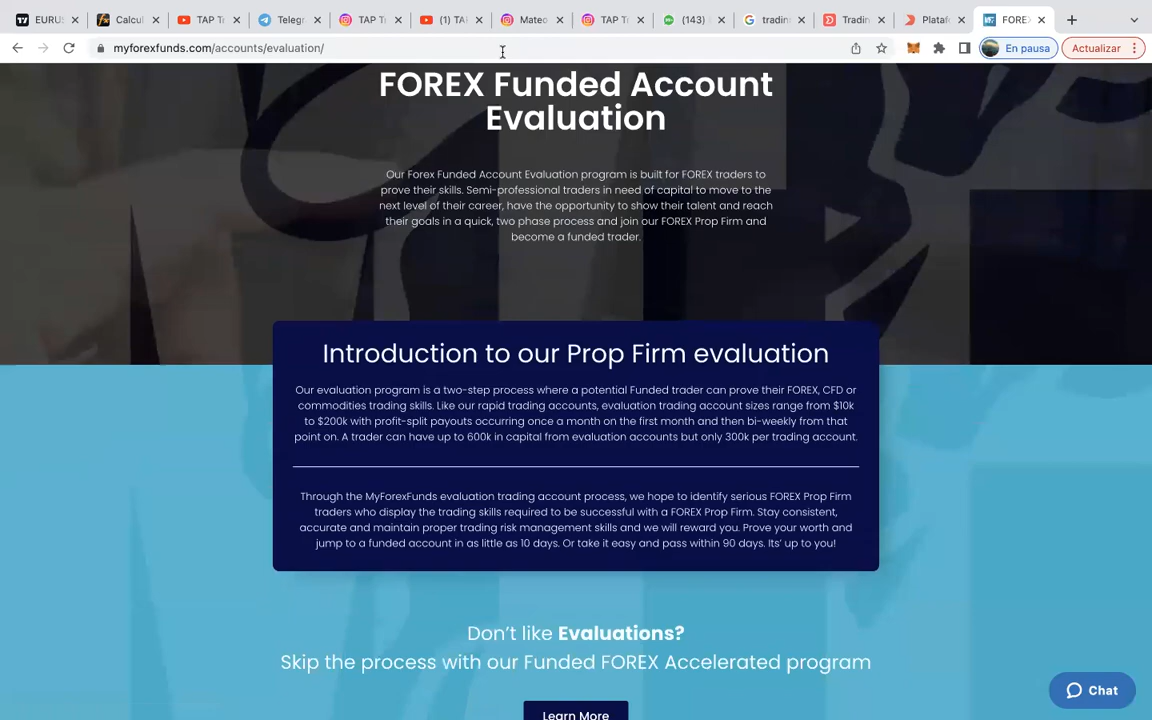 EURUS
Calcul
TAP Tr
Telegr
TAP Tr
(1) TAP
Mateo
TAP Tr
(143)
tradin
Tradin
Plataf
FOREX
myforexfunds.com/accounts/evaluation/
En pausa
Actualizar
FOREX Funded Account
Evaluation
Our Forex Funded Account Evaluation program is built for FOREX traders to
prove their skills. Semi-professional traders in need of capital to move to the
next level of their career, have the opportunity to show their talent and reach
their goals in a quick, two phase process and join our FOREX Prop Firm and
become a funded trader.
Introduction to our Prop Firm evaluation
Our evaluation program is a two-step process where a potential Funded trader can prove their FOREX, CFD or
commodities trading skills. Like our rapid trading accounts, evaluation trading account sizes range from $10k
to $200k with profit-split payouts occurring once a month on the first month and then bi-weekly from that
point on. A trader can have up to 600k in capital from evaluation accounts but only 300k per trading account.
Through the MyForexFunds evaluation trading account process, we hope to identify serious FOREX Prop Firm
traders who display the trading skills required to be successful with a FOREX Prop Firm. Stay consistent,
accurate and maintain proper trading risk management skills and we will reward you. Prove your worth and
jump to a funded account in as little as 10 days. Or take it easy and pass within 90 days. Its' up to you!
Don't like Evaluations?
Skip the process with our Funded FOREX Accelerated program
Learn More
Chat